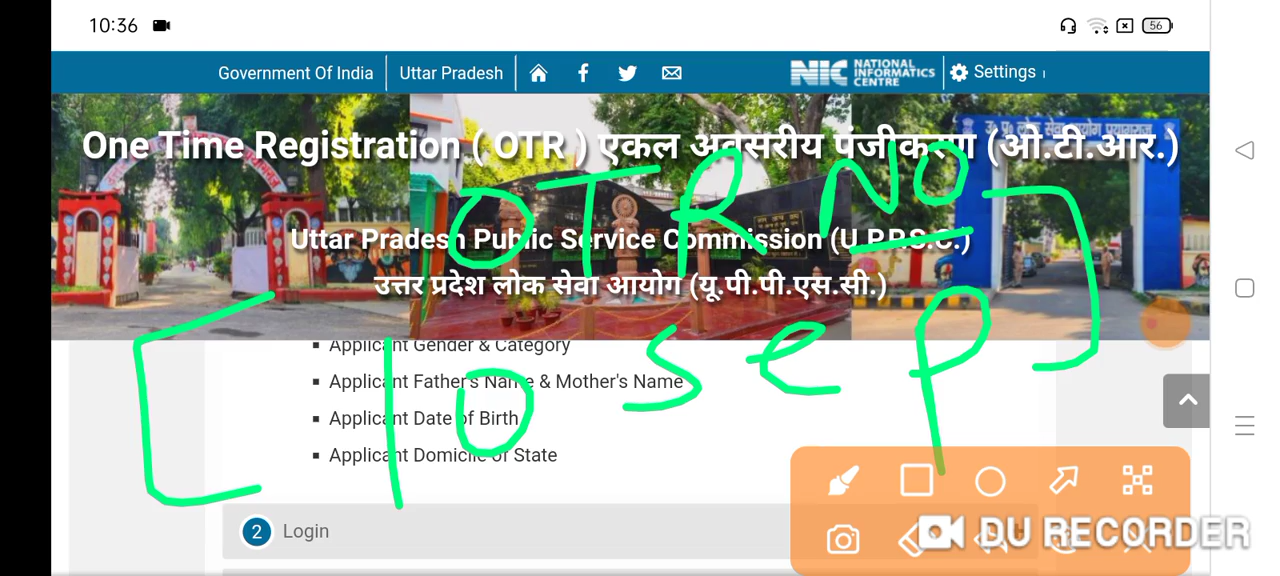 10:36 56
Government Of India Uttar Pradesh NIC NATIONAL INFORMATICS CENTRE Settings
One Time Registration ( OTR ) एकल अवसरीय पंजीकरण (ओ.टी.आर.)
OTR NO
Uttar Pradesh Public Service Commission (U.P.P.S.C.)
उत्तर प्रदेश लोक सेवा आयोग (यू.पी.पी.एस.सी.)
[ 10 sep ]
Applicant Gender & Category
Applicant Father's Name & Mother's Name
Applicant Date of Birth
Applicant Domicile of State
2 Login
DU RECORDER